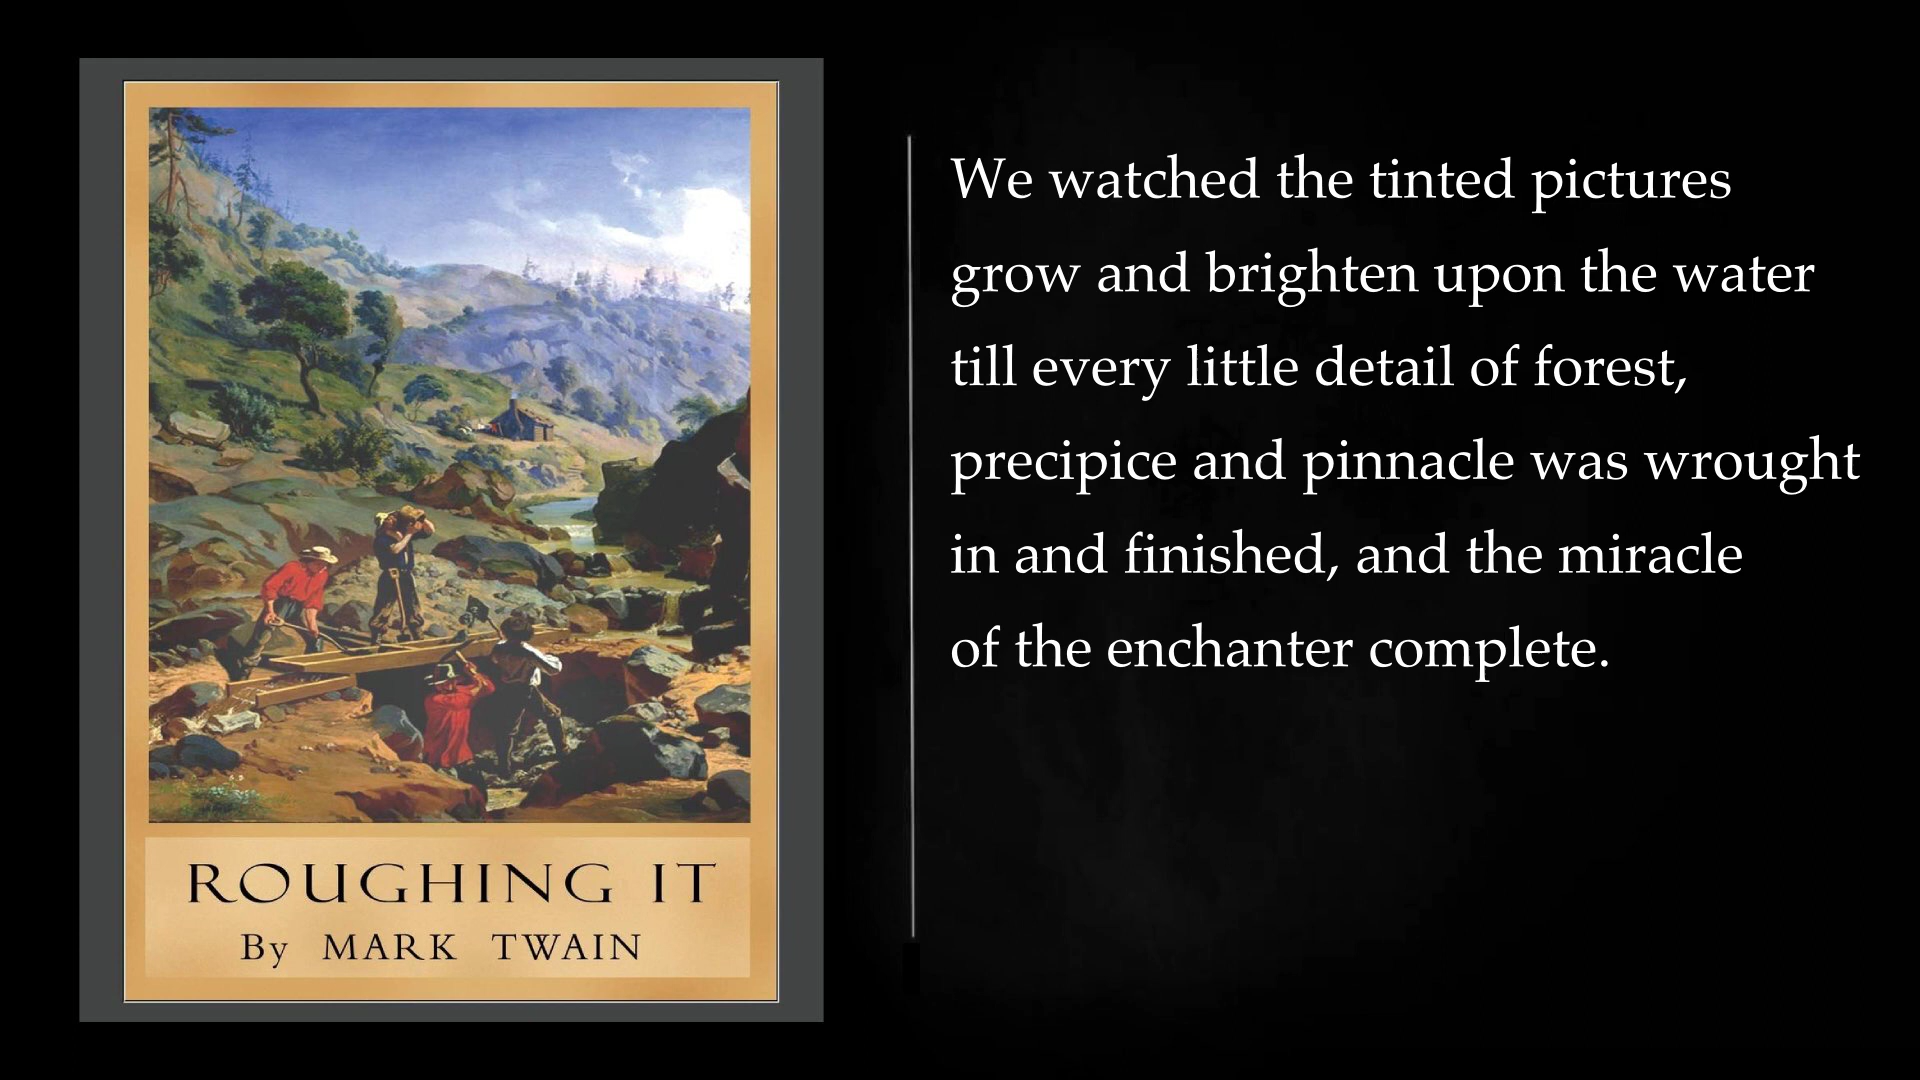 ROUGHING IT
By MARK TWAIN
We watched the tinted pictures
grow and brighten upon the water
till every little detail of forest,
precipice and pinnacle was wrought
in and finished, and the miracle
of the enchanter complete.